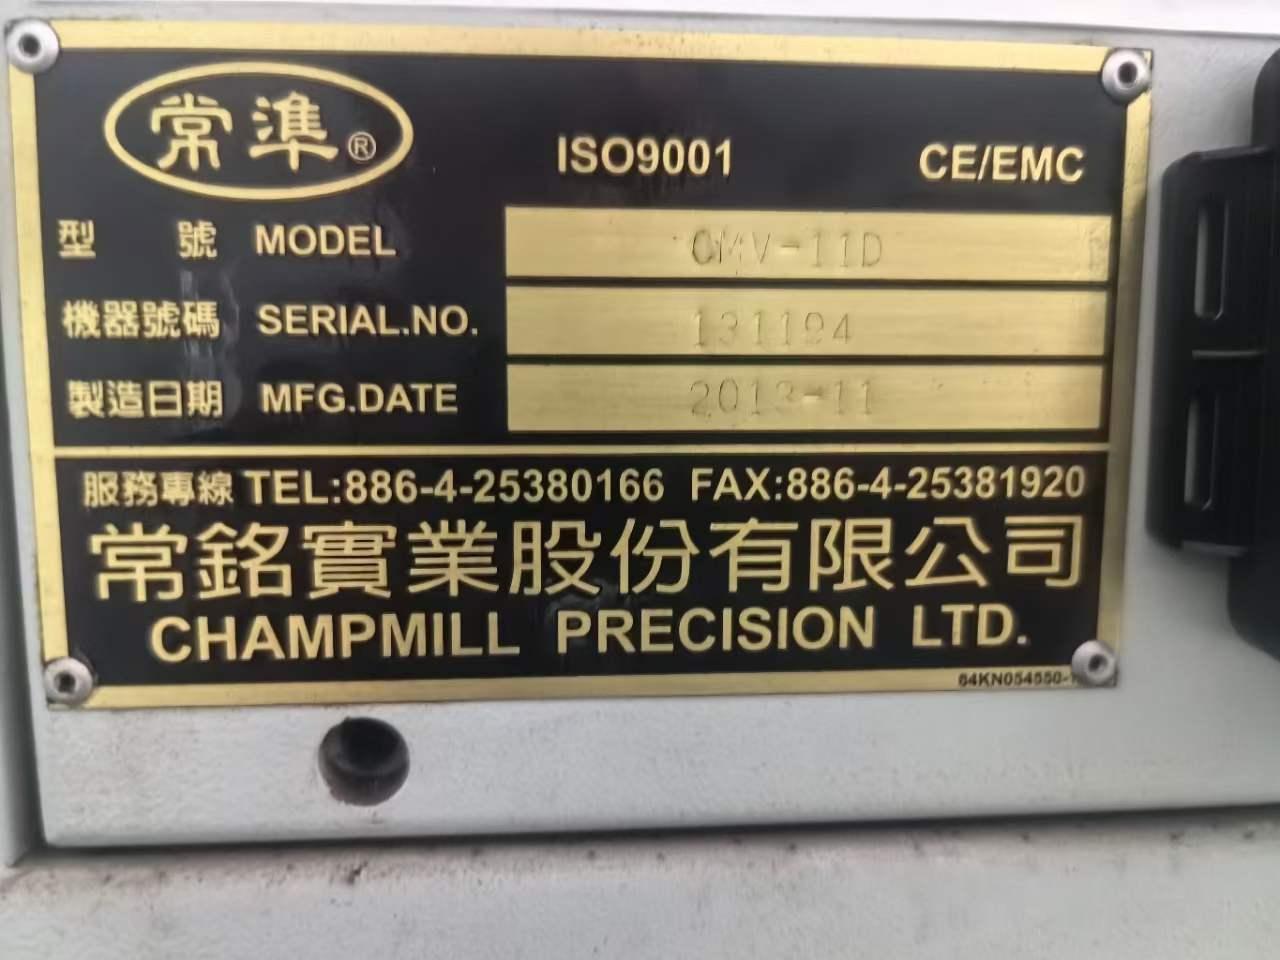 常準®
ISO9001 CE/EMC
型號 MODEL CMV-11D
機器號碼 SERIAL.NO. 131194
製造日期 MFG.DATE 2013-11
服務專線 TEL:886-4-25380166 FAX:886-4-25381920
常銘實業股份有限公司
CHAMPMILL PRECISION LTD.